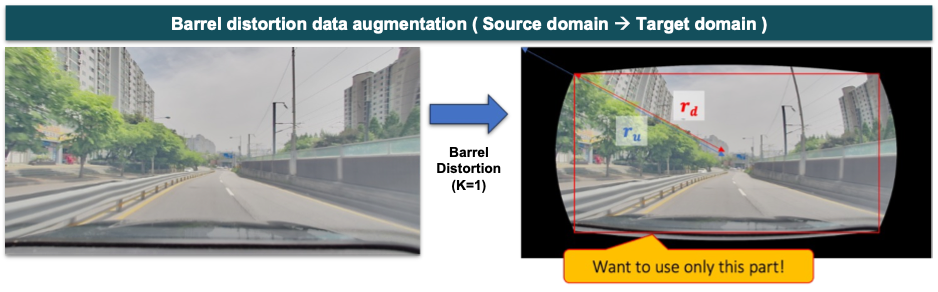 Barrel distortion data augmentation ( Source domain → Target domain )
Barrel
Distortion
(K=1)
r_d
r_u
Want to use only this part!